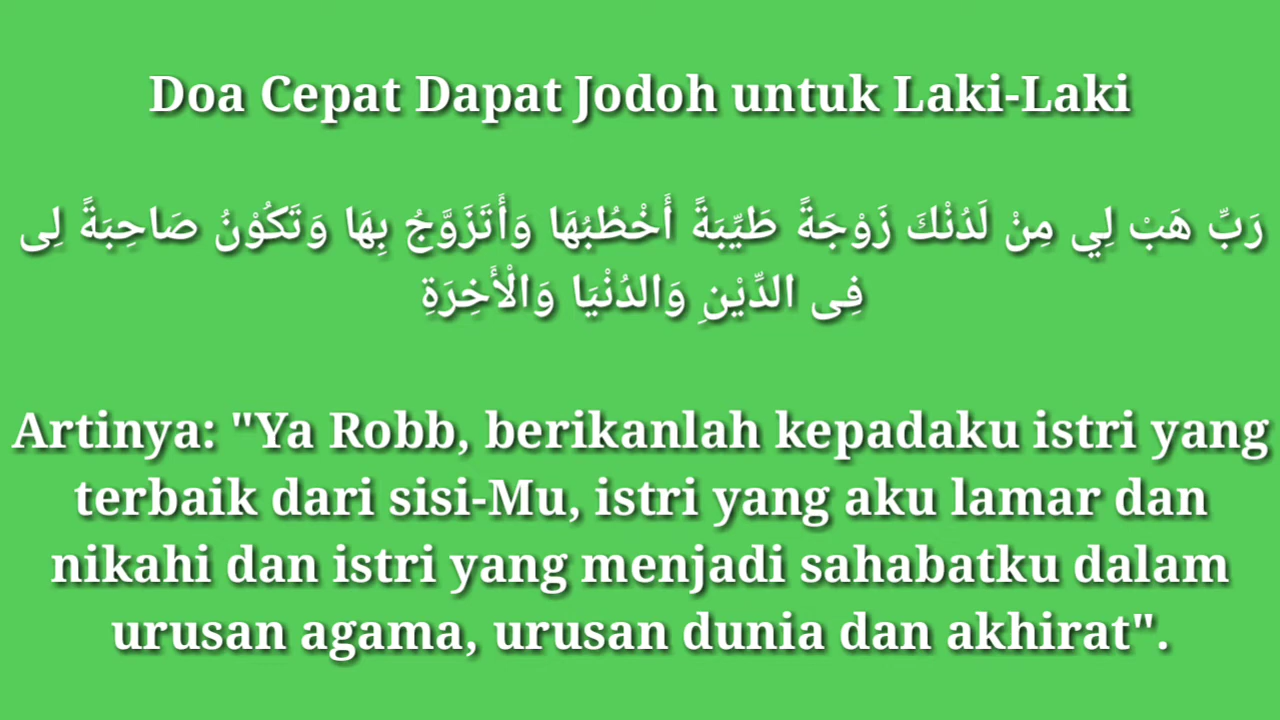 Doa Cepat Dapat Jodoh untuk Laki-Laki
رَبِّ هَبْ لِي مِنْ لَدُنْكَ زَوْجَةً طَيِّبَةً أَخْطُبُهَا وَأَتَزَوَّجُ بِهَا وَتَكُوْنُ صَاحِبَةً لِى
فِى الدِّيْنِ وَالدُنْيَا وَالْأَخِرَةِ
Artinya: "Ya Robb, berikanlah kepadaku istri yang
terbaik dari sisi-Mu, istri yang aku lamar dan
nikahi dan istri yang menjadi sahabatku dalam
urusan agama, urusan dunia dan akhirat".